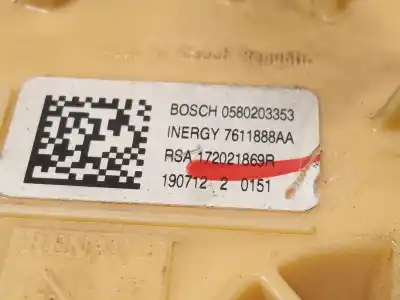 BOSCH 0580203353
INERGY 7611888AA
RSA 172021869R
190712 2 0151